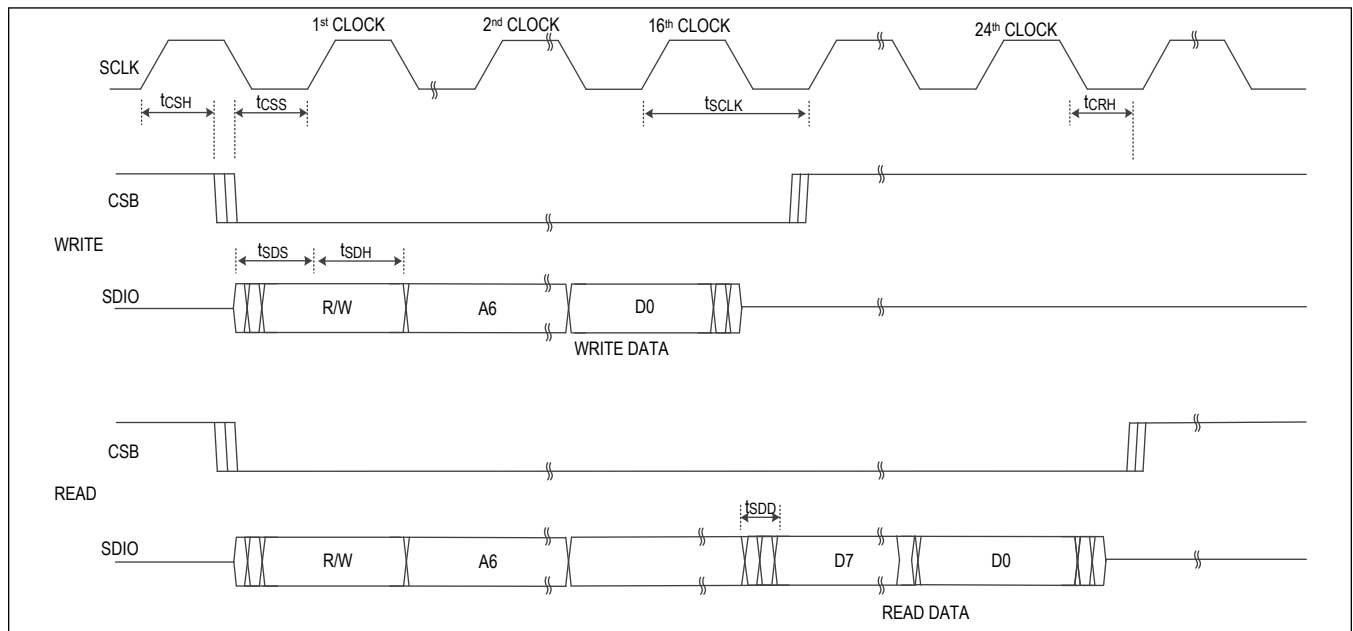 1st CLOCK 2nd CLOCK 16th CLOCK 24th CLOCK
SCLK
tCSH tCSS tSCLK tCRH
CSB
WRITE
tSDS tSDH
SDIO R/W A6 D0
WRITE DATA
CSB
READ
tSDD
SDIO R/W A6 D7 D0
READ DATA